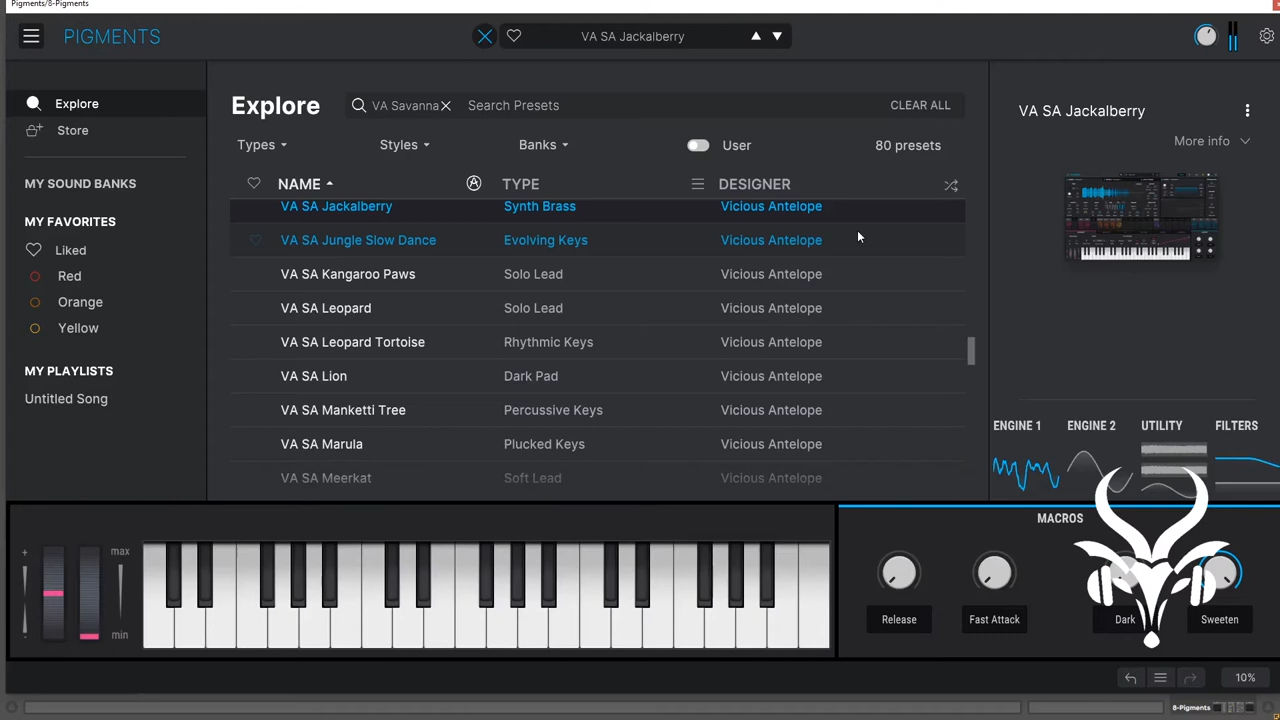 Pigments/8-Pigments
PIGMENTS
VA SA Jackalberry
Explore
Store
MY SOUND BANKS
MY FAVORITES
Liked
Red
Orange
Yellow
MY PLAYLISTS
Untitled Song
Explore
VA Savanna
Search Presets
CLEAR ALL
Types
Styles
Banks
User
80 presets
NAME TYPE DESIGNER
VA SA Jackalberry Synth Brass Vicious Antelope
VA SA Jungle Slow Dance Evolving Keys Vicious Antelope
VA SA Kangaroo Paws Solo Lead Vicious Antelope
VA SA Leopard Solo Lead Vicious Antelope
VA SA Leopard Tortoise Rhythmic Keys Vicious Antelope
VA SA Lion Dark Pad Vicious Antelope
VA SA Manketti Tree Percussive Keys Vicious Antelope
VA SA Marula Plucked Keys Vicious Antelope
VA SA Meerkat Soft Lead Vicious Antelope
VA SA Jackalberry
More info
ENGINE 1 ENGINE 2 UTILITY FILTERS
+
-
max
min
MACROS
Release Fast Attack Dark Sweeten
10%
8-Pigments